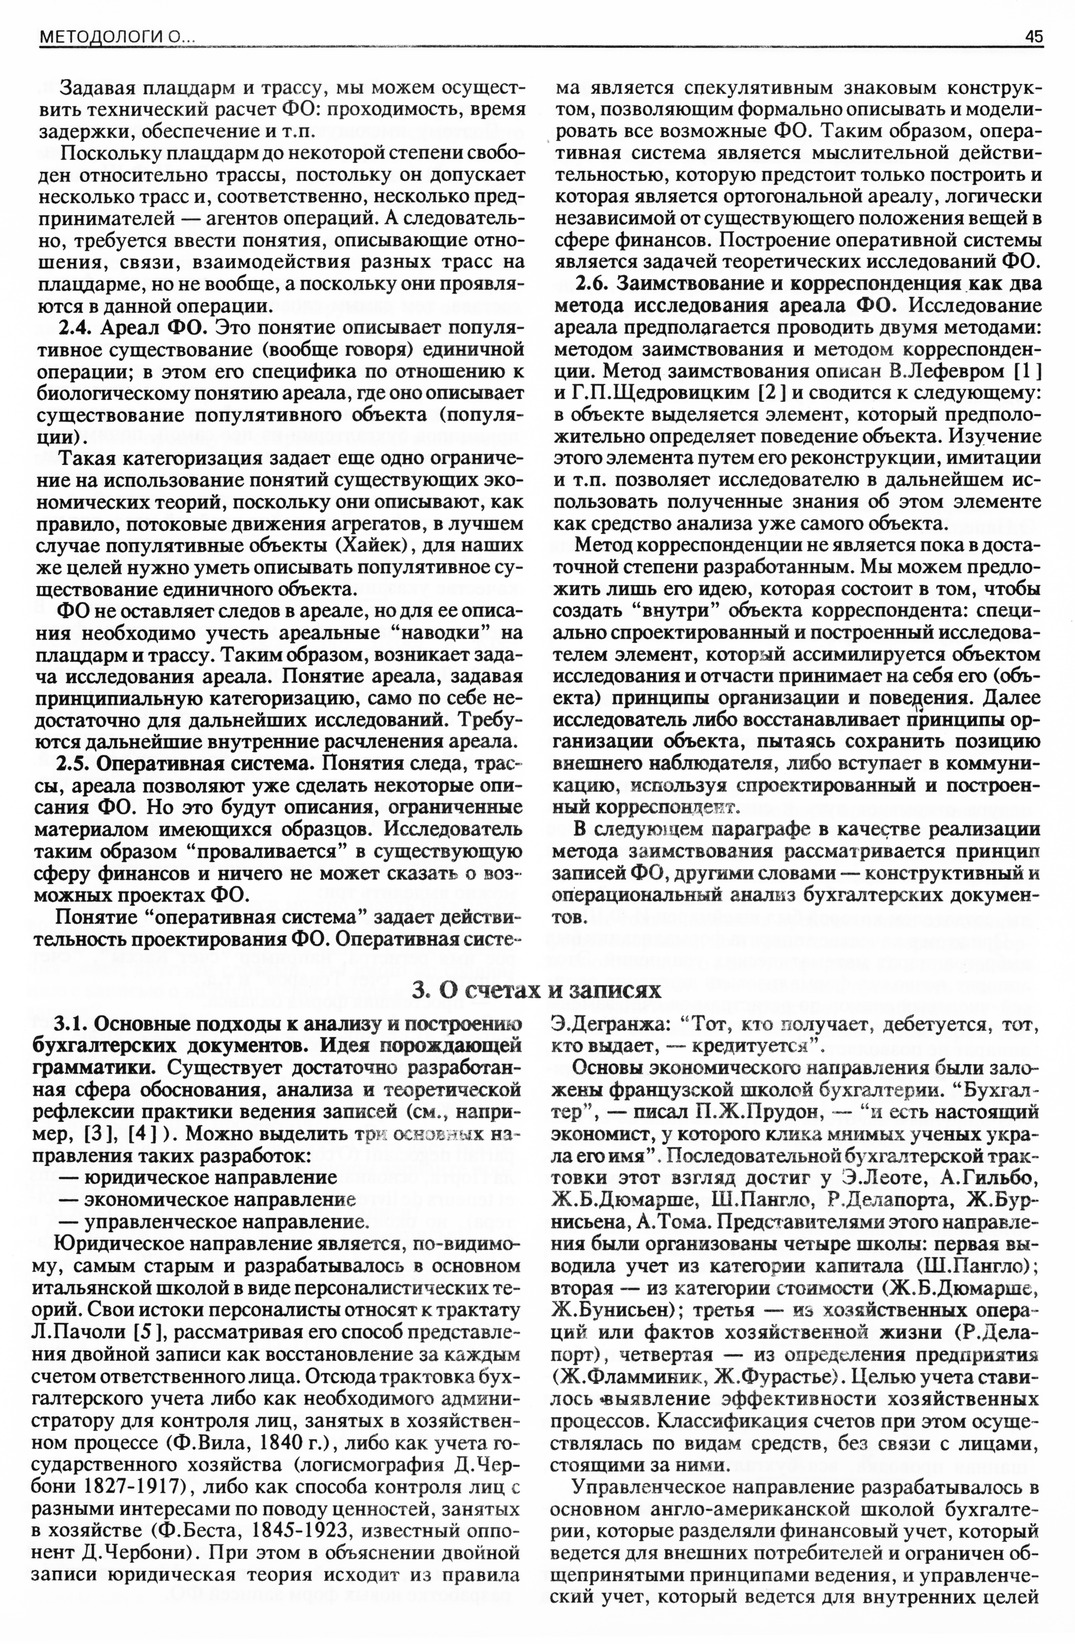 МЕТОДОЛОГИ О...
45
Задавая плацдарм и трассу, мы можем осущест-
вить технический расчет ФО: проходимость, время
задержки, обеспечение и т.п.
Поскольку плацдарм до некоторой степени свобо-
ден относительно трассы, постольку он допускает
несколько трасс и, соответственно, несколько пред-
принимателей — агентов операций. А следователь-
но, требуется ввести понятия, описывающие отно-
шения, связи, взаимодействия разных трасс на
плацдарме, но не вообще, а поскольку они проявля-
ются в данной операции.
2.4. Ареал ФО. Это понятие описывает популя-
тивное существование (вообще говоря) единичной
операции; в этом его специфика по отношению к
биологическому понятию ареала, где оно описывает
существование популятивного объекта (популя-
ции).
Такая категоризация задает еще одно ограниче-
ние на использование понятий существующих эко-
номических теорий, поскольку они описывают, как
правило, потоковые движения агрегатов, в лучшем
случае популятивные объекты (Хайек), для наших
же целей нужно уметь описывать популятивное су-
ществование единичного объекта.
ФО не оставляет следов в ареале, но для ее описа-
ния необходимо учесть ареальные “наводки” на
плацдарм и трассу. Таким образом, возникает зада-
ча исследования ареала. Понятие ареала, задавая
принципиальную категоризацию, само по себе не-
достаточно для дальнейших исследований. Требу-
ются дальнейшие внутренние расчленения ареала.
2.5. Оперативная система. Понятия следа, трас-
сы, ареала позволяют уже сделать некоторые опи-
сания ФО. Но это будут описания, ограниченные
материалом имеющихся образцов. Исследователь
таким образом “проваливается” в существующую
сферу финансов и ничего не может сказать о воз-
можных проектах ФО.
Понятие “оперативная система” задает действи-
тельность проектирования ФО. Оперативная систе-
ма является спекулятивным знаковым конструк-
том, позволяющим формально описывать и модели-
ровать все возможные ФО. Таким образом, опера-
тивная система является мыслительной действи-
тельностью, которую предстоит только построить и
которая является ортогональной ареалу, логически
независимой от существующего положения вещей в
сфере финансов. Построение оперативной системы
является задачей теоретических исследований ФО.
2.6. Заимствование и корреспонденция как два
метода исследования ареала ФО. Исследование
ареала предполагается проводить двумя методами:
методом заимствования и методом корреспонден-
ции. Метод заимствования описан В.Лефевром [1]
и Г.П.Щедровицким [2] и сводится к следующему:
в объекте выделяется элемент, который предполо-
жительно определяет поведение объекта. Изучение
этого элемента путем его реконструкции, имитации
и т.п. позволяет исследователю в дальнейшем ис-
пользовать полученные знания об этом элементе
как средство анализа уже самого объекта.
Метод корреспонденции не является пока в доста-
точной степени разработанным. Мы можем предло-
жить лишь его идею, которая состоит в том, чтобы
создать “внутри” объекта корреспондента: специ-
ально спроектированный и построенный исследова-
телем элемент, который ассимилируется объектом
исследования и отчасти принимает на себя его (объ-
екта) принципы организации и поведения. Далее
исследователь либо восстанавливает принципы ор-
ганизации объекта, пытаясь сохранить позицию
внешнего наблюдателя, либо вступает в коммуни-
кацию, используя спроектированный и построен-
ный корреспондент.
В следующем параграфе в качестве реализации
метода заимствования рассматривается принцип
записей ФО, другими словами — конструктивный и
операциональный анализ бухгалтерских докумен-
тов.
3. О счетах и записях
3.1. Основные подходы к анализу и построению
бухгалтерских документов. Идея порождающей
грамматики. Существует достаточно разработан-
ная сфера обоснования, анализа и теоретической
рефлексии практики ведения записей (см., напри-
мер, [3], [4]). Можно выделить три основных на-
правления таких разработок:
— юридическое направление
— экономическое направление
— управленческое направление.
Юридическое направление является, по-видимо-
му, самым старым и разрабатывалось в основном
итальянской школой в виде персоналистических те-
орий. Свои истоки персоналисты относят к трактату
Л.Пачоли [5], рассматривая его способ представле-
ния двойной записи как восстановление за каждым
счетом ответственного лица. Отсюда трактовка бух-
галтерского учета либо как необходимого админи-
стратору для контроля лиц, занятых в хозяйствен-
ном процессе (Ф.Вила, 1840 г.), либо как учета го-
сударственного хозяйства (логисмография Д.Чер-
бони 1827-1917), либо как способа контроля лиц с
разными интересами по поводу ценностей, занятых
в хозяйстве (Ф.Беста, 1845-1923, известный оппо-
нент Д.Чербони). При этом в объяснении двойной
записи юридическая теория исходит из правила
Э.Дегранжа: “Тот, кто получает, дебетуется, тот,
кто выдает, — кредитуется”.
Основы экономического направления были зало-
жены французской школой бухгалтерии. “Бухгал-
тер”, — писал П.Ж.Прудон, — “и есть настоящий
экономист, у которого клика мнимых ученых укра-
ла его имя”. Последовательной бухгалтерской трак-
товки этот взгляд достиг у Э.Леоте, А.Гильбо,
Ж.Б.Дюмарше, Ш.Пангло, Р.Делапорта, Ж.Бур-
нисьена, А.Тома. Представителями этого направле-
ния были организованы четыре школы: первая вы-
водила учет из категории капитала (Ш.Пангло);
вторая — из категории стоимости (Ж.Б.Дюмарше,
Ж.Бунисьен); третья — из хозяйственных опера-
ций или фактов хозяйственной жизни (Р.Дела-
порт), четвертая — из определения предприятия
(Ж.Фламминик, Ж.Фурастье). Целью учета стави-
лось выявление эффективности хозяйственных
процессов. Классификация счетов при этом осуще-
ствлялась по видам средств, без связи с лицами,
стоящими за ними.
Управленческое направление разрабатывалось в
основном англо-американской школой бухгалте-
рии, которые разделяли финансовый учет, который
ведется для внешних потребителей и ограничен об-
щепринятыми принципами ведения, и управленче-
ский учет, который ведется для внутренних целей